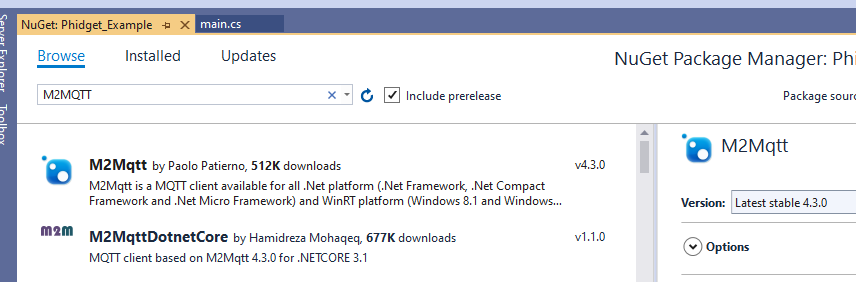 NuGet: Phidget_Example
main.cs
Server Explorer
Toolbox
Browse
Installed
Updates
NuGet Package Manager: Phi
M2MQTT
Include prerelease
Package sourc
M2Mqtt by Paolo Patierno, 512K downloads
v4.3.0
M2Mqtt is a MQTT client available for all .Net platform (.Net Framework, .Net Compact
Framework and .Net Micro Framework) and WinRT platform (Windows 8.1 and Windows...
m2m
M2MqttDotnetCore by Hamidreza Mohaqeq, 677K downloads
v1.1.0
MQTT client based on M2Mqtt 4.3.0 for .NETCORE 3.1
M2Mqtt
Version:
Latest stable 4.3.0
Options